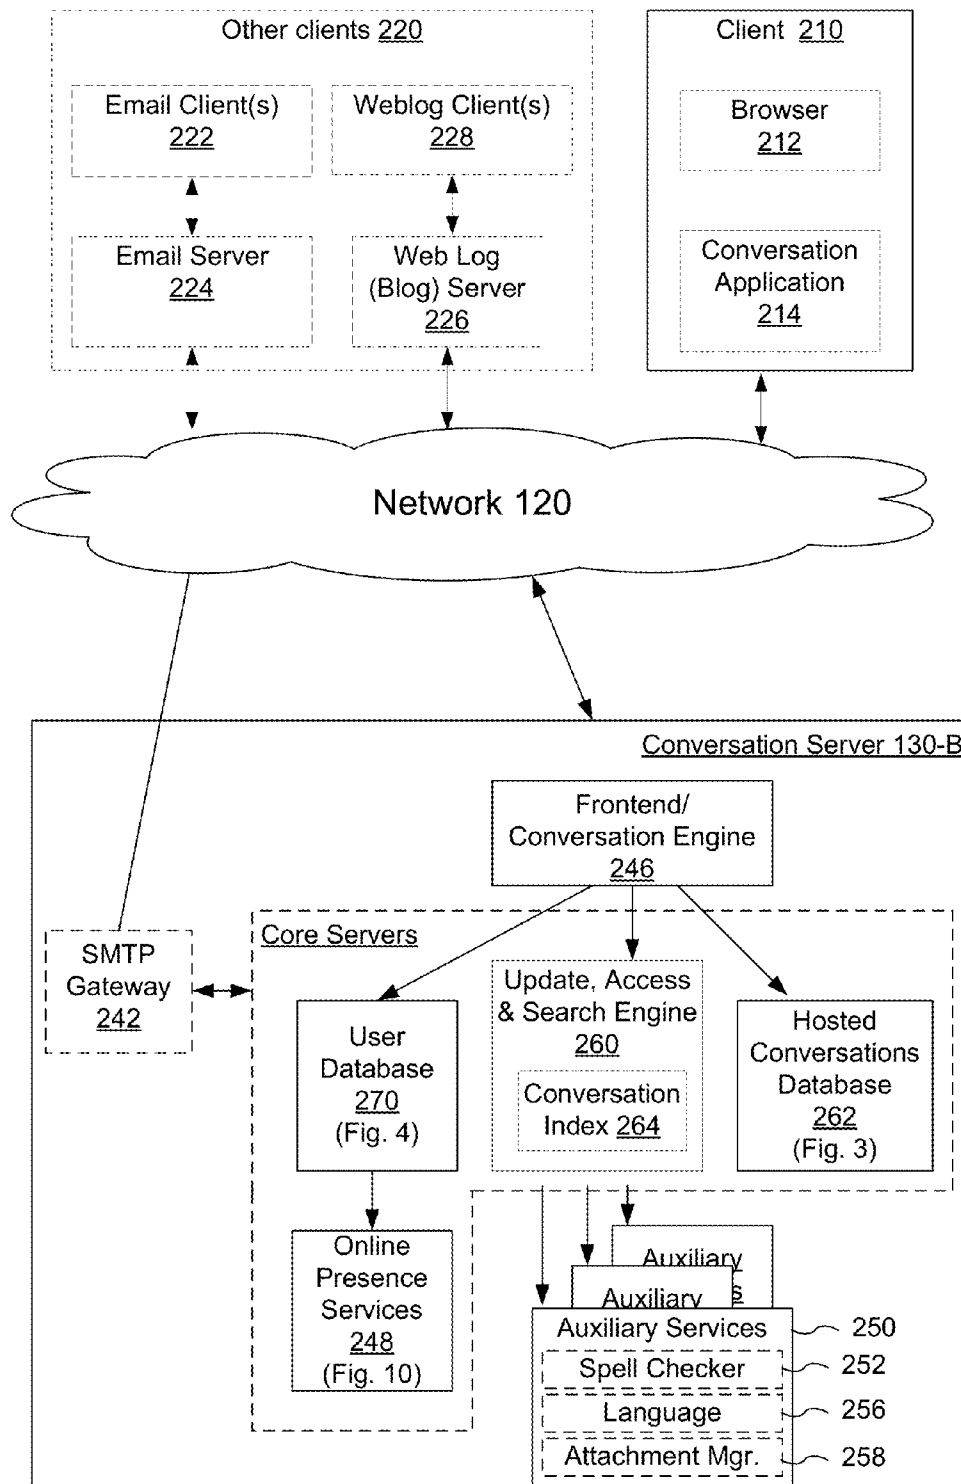 Other clients 220
Email Client(s)
222
Weblog Client(s)
228
Email Server
224
Web Log
(Blog) Server
226
Client 210
Browser
212
Conversation
Application
214
Network 120
Conversation Server 130-B
Frontend/
Conversation Engine
246
SMTP
Gateway
242
Core Servers
User
Database
270
(Fig. 4)
Update, Access
& Search Engine
260
Conversation
Index 264
Hosted
Conversations
Database
262
(Fig. 3)
Online
Presence
Services
248
(Fig. 10)
Auxiliary
s
Auxiliary
Auxiliary Services
250
Spell Checker
252
Language
256
Attachment Mgr.
258